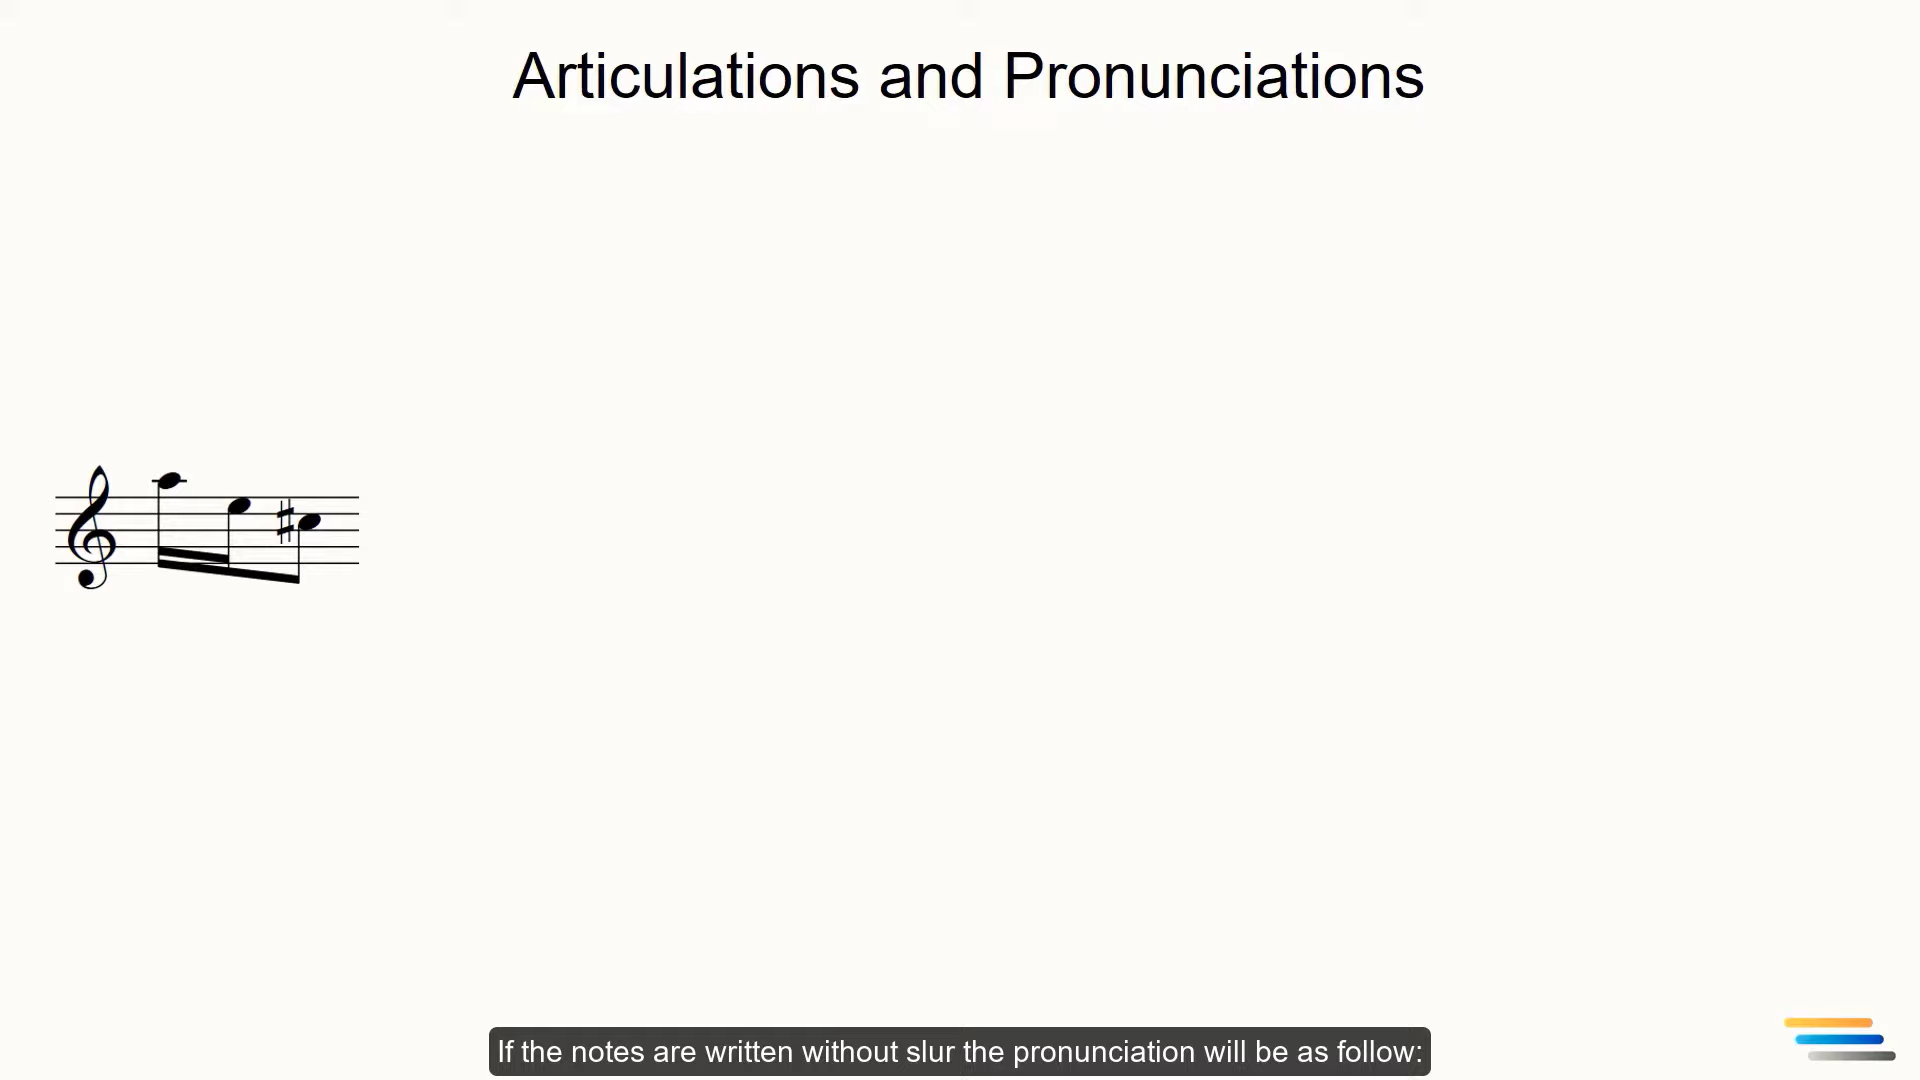 Articulations and Pronunciations
If the notes are written without slur the pronunciation will be as follow: